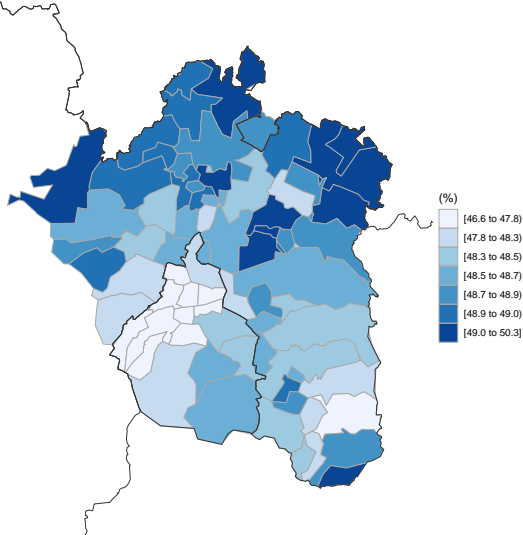 (%)
[46.6 to 47.8)
[47.8 to 48.3)
[48.3 to 48.5)
[48.5 to 48.7)
[48.7 to 48.9)
[48.9 to 49.0)
[49.0 to 50.3]